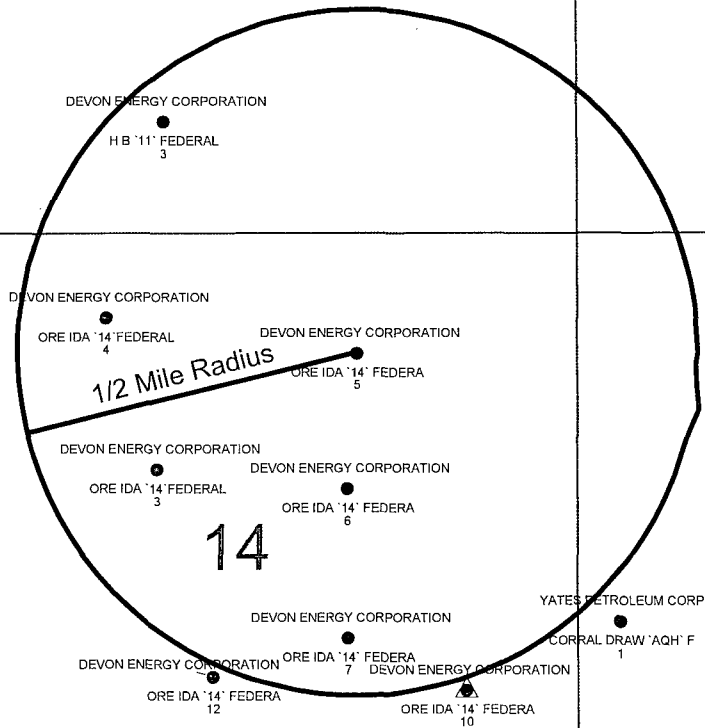 DEVON ENERGY CORPORATION
H B `11` FEDERAL
3
DEVON ENERGY CORPORATION
ORE IDA `14` FEDERAL
4
DEVON ENERGY CORPORATION
ORE IDA `14` FEDERA
5
1/2 Mile Radius
DEVON ENERGY CORPORATION
ORE IDA `14` FEDERAL
3
DEVON ENERGY CORPORATION
ORE IDA `14` FEDERA
6
14
YATES PETROLEUM CORP
CORRAL DRAW `AQH` F
1
DEVON ENERGY CORPORATION
ORE IDA `14` FEDERA
7
DEVON ENERGY CORPORATION
ORE IDA `14` FEDERA
12
DEVON ENERGY CORPORATION
ORE IDA `14` FEDERA
10